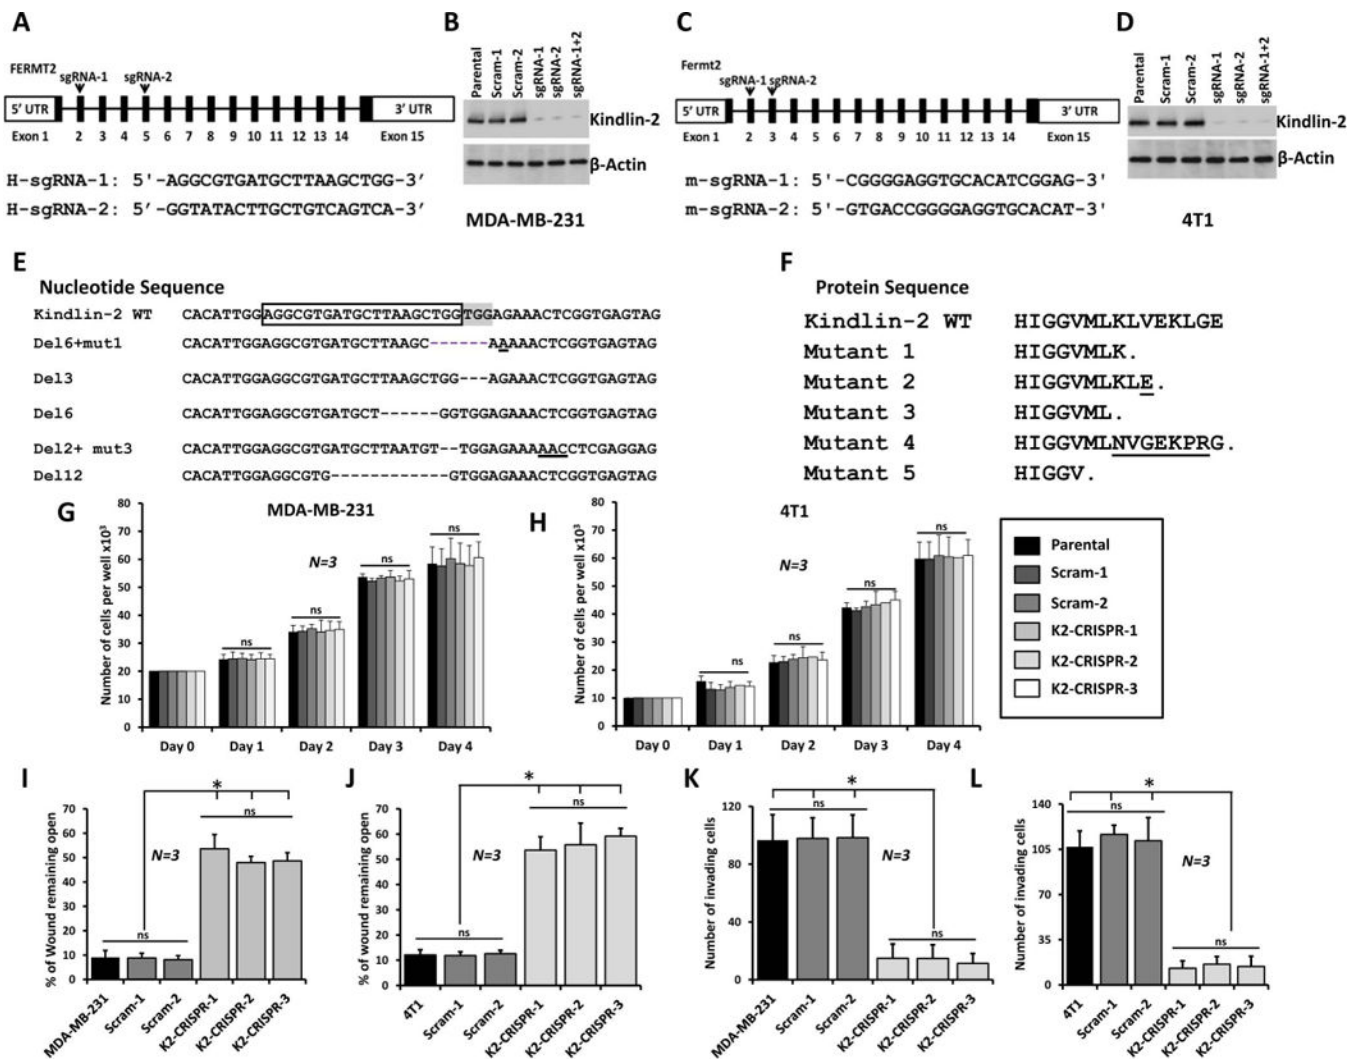 A
FERMT2
sgRNA-1
sgRNA-2
5' UTR
3' UTR
Exon 1 2 3 4 5 6 7 8 9 10 11 12 13 14 Exon 15
H-sgRNA-1: 5'-AGGCGTGATGCTTAAGCTGG-3'
H-sgRNA-2: 5'-GGTATACTTGCTGTCAGTCA-3'
B
Parental
Scram-1
Scram-2
sgRNA-1
sgRNA-2
sgRNA-1+2
Kindlin-2
β-Actin
MDA-MB-231
C
Fermt2
sgRNA-1
sgRNA-2
5' UTR
3' UTR
Exon 1 2 3 4 5 6 7 8 9 10 11 12 13 14 Exon 15
m-sgRNA-1: 5'-CGGGGAGGTGCACATCGGAG-3'
m-sgRNA-2: 5'-GTGACCGGGGAGGTGCACAT-3'
D
Parental
Scram-1
Scram-2
sgRNA-1
sgRNA-2
sgRNA-1+2
Kindlin-2
β-Actin
4T1
E
Nucleotide Sequence
Kindlin-2 WT CACATTGGAGGCGTGATGCTTAAGCTGGTGGAGAAACTCGGTGAGTAG
Del6+mut1 CACATTGGAGGCGTGATGCTTAAGC------AAAAACTCGGTGAGTAG
Del3 CACATTGGAGGCGTGATGCTTAAGCTGG---AGAAACTCGGTGAGTAG
Del6 CACATTGGAGGCGTGATGCT------GGTGGAGAAACTCGGTGAGTAG
Del2+ mut3 CACATTGGAGGCGTGATGCTTAATGT--TGGAGAAAACCTCGAGGAG
Del12 CACATTGGAGGCGTG------------GTGGAGAAACTCGGTGAGTAG
F
Protein Sequence
Kindlin-2 WT HIGGVMLKLVEKLGE
Mutant 1 HIGGVMLK.
Mutant 2 HIGGVMLKLE.
Mutant 3 HIGGVML.
Mutant 4 HIGGVMLNVGEKPRG.
Mutant 5 HIGGV.
G
MDA-MB-231
Number of cells per well x10³
80
70
60
50
40
30
20
10
0
N=3
ns
ns
ns
ns
Day 0 Day 1 Day 2 Day 3 Day 4
H
4T1
Number of cells per well x10³
80
70
60
50
40
30
20
10
0
N=3
ns
ns
ns
ns
Day 0 Day 1 Day 2 Day 3 Day 4
Parental
Scram-1
Scram-2
K2-CRISPR-1
K2-CRISPR-2
K2-CRISPR-3
I
% of Wound remaining open
70
60
50
40
30
20
10
0
*
ns
N=3
ns
MDA-MB-231
Scram-1
Scram-2
K2-CRISPR-1
K2-CRISPR-2
K2-CRISPR-3
J
% of wound remaining open
70
60
50
40
30
20
10
0
*
ns
N=3
ns
4T1
Scram-1
Scram-2
K2-CRISPR-1
K2-CRISPR-2
K2-CRISPR-3
K
Number of invading cells
120
80
40
0
*
ns
N=3
ns
MDA-MB-231
Scram-1
Scram-2
K2-CRISPR-1
K2-CRISPR-2
K2-CRISPR-3
L
Number of invading cells
140
105
35
0
*
ns
N=3
ns
4T1
Scram-1
Scram-2
K2-CRISPR-1
K2-CRISPR-2
K2-CRISPR-3